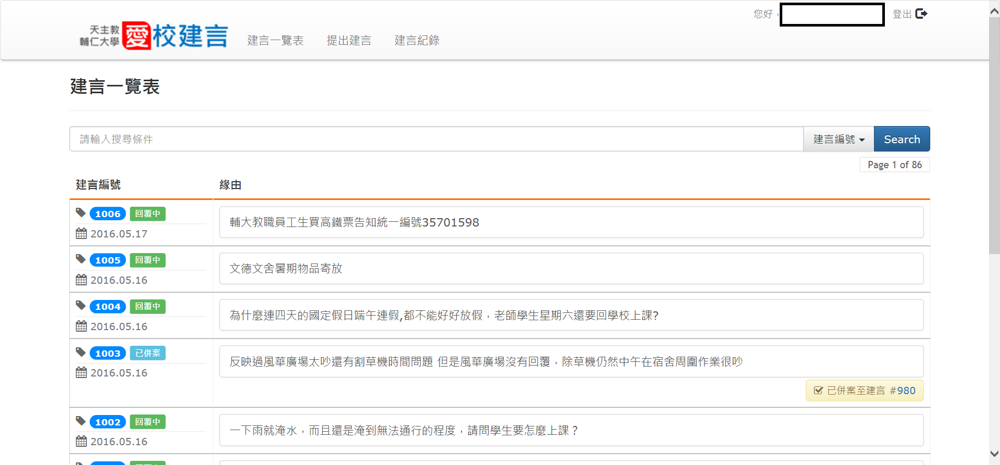 您好，
登出
天主教
輔仁大學
愛校建言
建言一覽表 提出建言 建言紀錄
建言一覽表
請輸入搜尋條件 建言編號 Search
Page 1 of 86
建言編號 緣由
1006 回覆中
2016.05.17
輔大教職員工生買高鐵票告知統一編號35701598
1005 回覆中
2016.05.16
文德文舍暑期物品寄放
1004 回覆中
2016.05.16
為什麼連四天的國定假日端午連假,都不能好好放假，老師學生星期六還要回學校上課?
1003 已併案
2016.05.16
反映過風華廣場太吵還有割草機時間問題 但是風華廣場沒有回覆，除草機仍然中午在宿舍周圍作業很吵
已併案至建言 #980
1002 回覆中
2016.05.16
一下雨就淹水，而且還是淹到無法通行的程度，請問學生要怎麼上課？